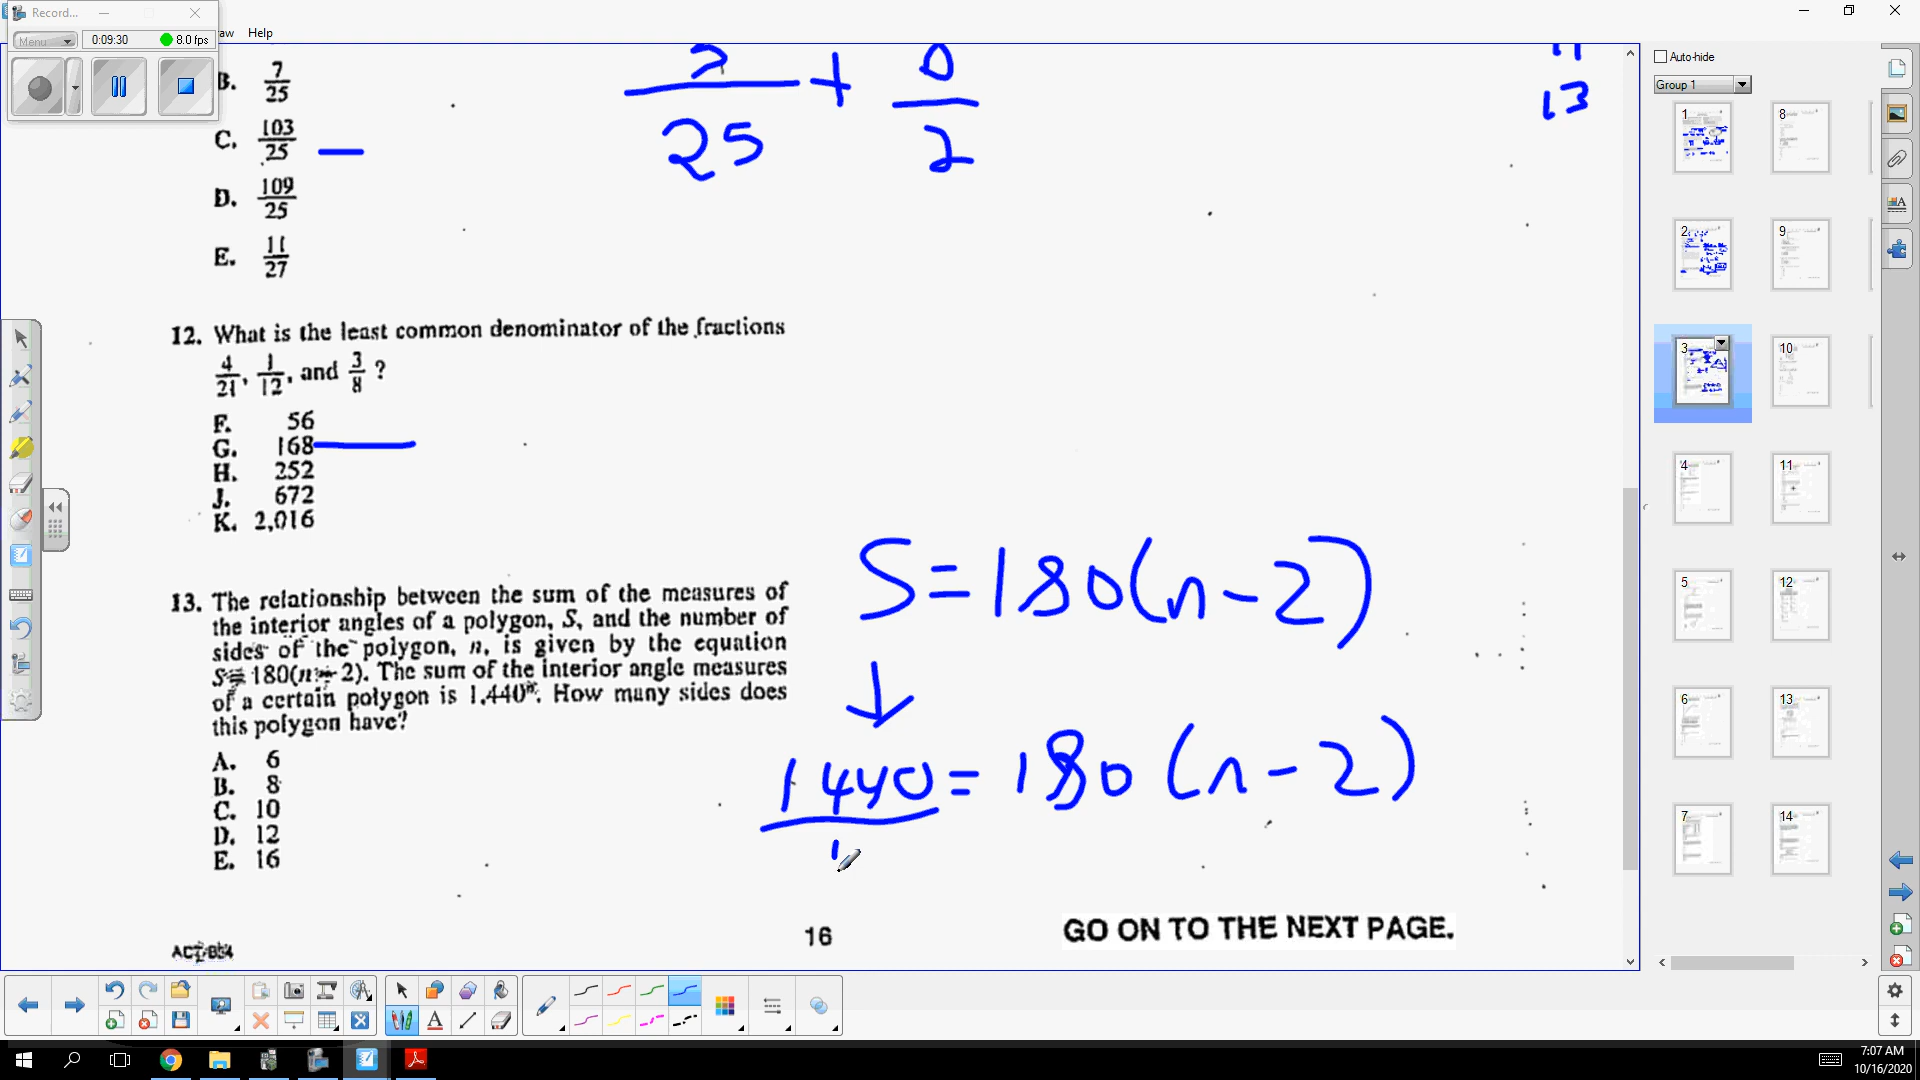 Record...
Menu
0:09:30
8.0 fps
aw Help
B. 7/25
C. 103/25
D. 109/25
E. 11/27
25 + 0/2
13
12. What is the least common denominator of the fractions
4/21, 1/12, and 3/8 ?
F. 56
G. 168
H. 252
J. 672
K. 2,016
13. The relationship between the sum of the measures of
the interior angles of a polygon, S, and the number of
sides of the polygon, n, is given by the equation
S = 180(n - 2). The sum of the interior angle measures
of a certain polygon is 1,440°. How many sides does
this polygon have?
A. 6
B. 8
C. 10
D. 12
E. 16
S = 180(n - 2)
1440 = 180 (n - 2)
16
GO ON TO THE NEXT PAGE.
ACT-B54
Auto-hide
Group 1
1
8
2
9
3
10
4
11
5
12
6
13
7
14
7:07 AM
10/16/2020